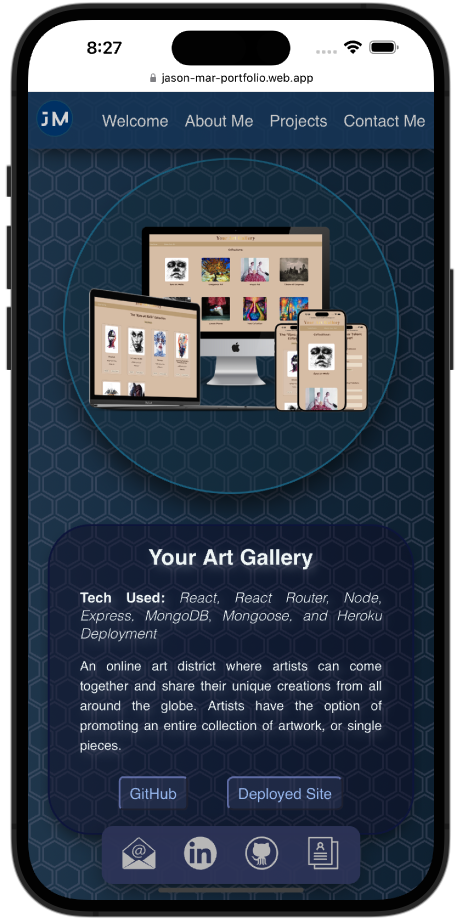 8:27
jason-mar-portfolio.web.app
JM
Welcome About Me Projects Contact Me
Your Art Gallery
Tech Used: React, React Router, Node,
Express, MongoDB, Mongoose, and Heroku
Deployment
An online art district where artists can come
together and share their unique creations from all
around the globe. Artists have the option of
promoting an entire collection of artwork, or single
pieces.
GitHub Deployed Site
@
in